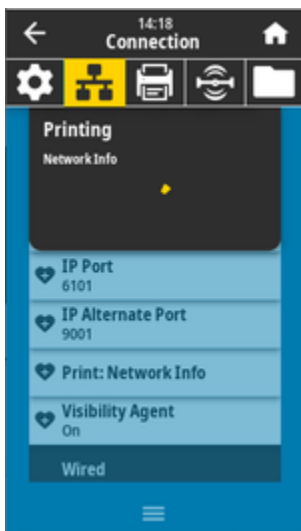 14:18
Connection
Printing
Network Info
IP Port
6101
IP Alternate Port
9001
Print: Network Info
Visibility Agent
On
Wired